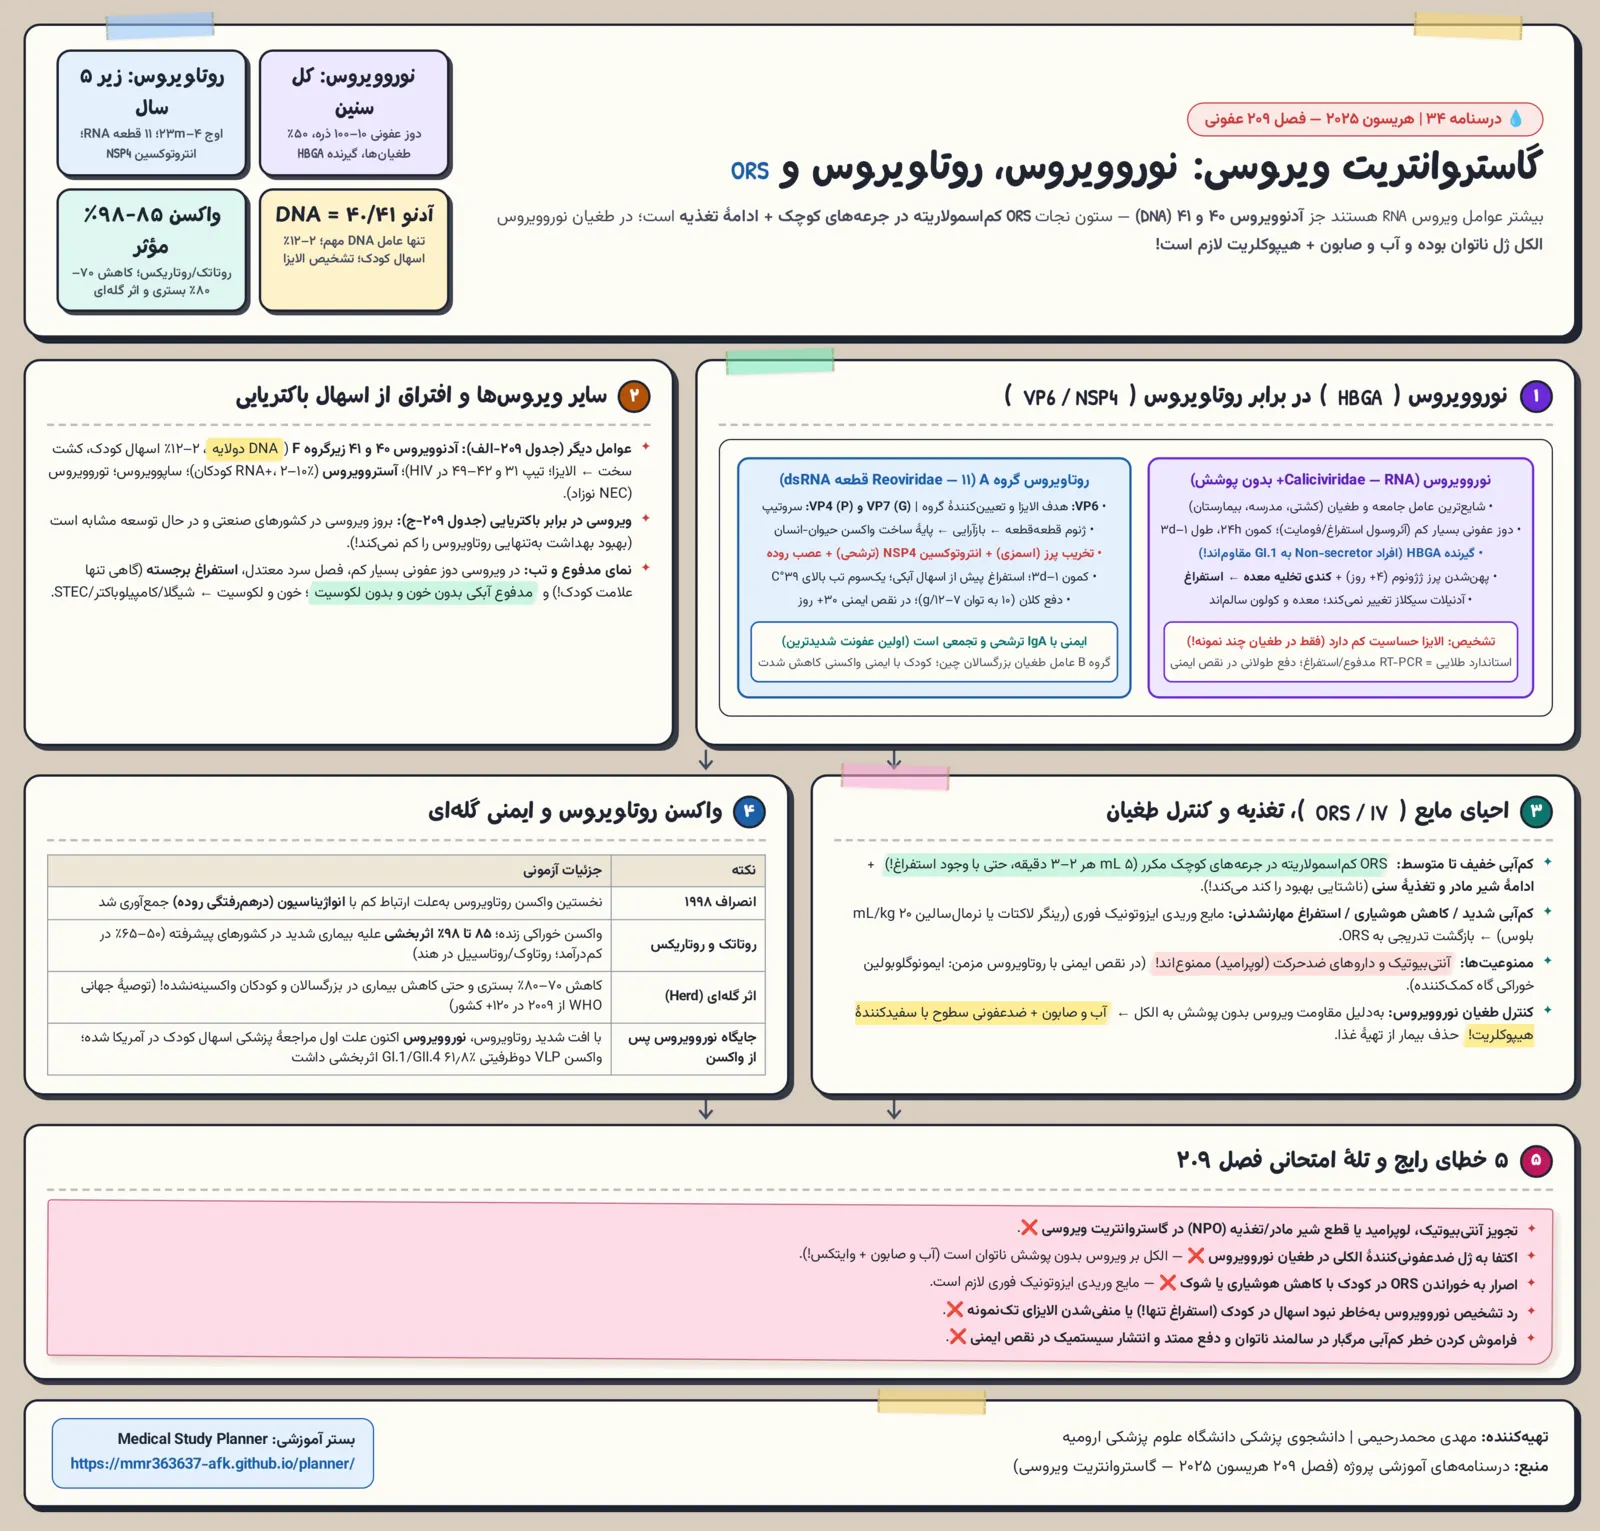 💧 درسنامه ۳۴ | هریسون ۲۰۲۵ – فصل ۲۰۹ عفونی
گاستروانتریت ویروسی: نوروویروس، روتاویروس و ORS
بیشتر عوامل ویروس RNA هستند جز آدنوویروس ۴۰ و ۴۱ (DNA) – ستون نجات ORS کم‌اسمولاریته در جرعه‌های کوچک + ادامهٔ تغذیه است؛ در طغیان نوروویروس
الکل ژل ناتوان بوده و آب و صابون + هیپوکلریت لازم است!
نوروویروس: کل
سنین
دوز عفونی ۱۰–۱۰۰ ذره، ۵۰٪
طغیان‌ها، گیرنده HBGA
روتاویروس: زیر ۵
سال
اوج ۴–۲۳m؛ ۱۱ قطعه RNA؛
انتروتوکسین NSP4
آدنو ۴۰/۴۱ = DNA
تنها عامل DNA مهم؛ ۲–۱۲٪
اسهال کودک؛ تشخیص الایزا
واکسن ۸۵–۹۸٪
مؤثر
روتاتک/روتاریکس؛ کاهش ۷۰–
۸۰٪ بستری و اثر گله‌ای
۱ نوروویروس ( HBGA ) در برابر روتاویروس ( VP6 / NSP4 )
نوروویروس (Caliciviridae – RNA+ بدون پوشش)
• شایع‌ترین عامل جامعه و طغیان (کشتی، مدرسه، بیمارستان)
• دوز عفونی بسیار کم (آئروسول استفراغ/فومایت)؛ کمون ۲۴h، طول ۱–۳d
• گیرنده HBGA (افراد Non-secretor به GI.1 مقاوم‌اند!)
• پهن‌شدن پرز ژژونوم (۴+ روز) + کندی تخلیه معده ← استفراغ
• آدنیلات سیکلاز تغییر نمی‌کند؛ معده و کولون سالم‌اند
تشخیص: الایزا حساسیت کم دارد (فقط در طغیان چند نمونه!)
استاندارد طلایی = RT-PCR مدفوع/استفراغ؛ دفع طولانی در نقص ایمنی
روتاویروس گروه A (Reoviridae – ۱۱ قطعه dsRNA)
• VP6: هدف الایزا و تعیین‌کنندهٔ گروه | VP7 (G) و VP4 (P): سروتیپ
• ژنوم قطعه‌قطعه ← بازآرایی ← پایهٔ ساخت واکسن حیوان-انسان
• تخریب پرز (اسمزی) + انتروتوکسین NSP4 (ترشحی) + عصب روده
• کمون ۱–۳d؛ استفراغ پیش از اسهال آبکی؛ یک‌سوم تب بالای ۳۹°C
• دفع کلان (۱۰ به توان ۷–۱۲/g)؛ در نقص ایمنی ۳۰+ روز
ایمنی با IgA ترشحی و تجمعی است (اولین عفونت شدیدترین)
گروه B عامل طغیان بزرگسالان چین؛ کودک با ایمنی واکسنی کاهش شدت
۲ سایر ویروس‌ها و افتراق از اسهال باکتریایی
✦ عوامل دیگر (جدول ۲۰۹-الف): آدنوویروس ۴۰ و ۴۱ زیرگروه F ( DNA دولایه ، ۲–۱۲٪ اسهال کودک، کشت
سخت ← الایزا؛ تیپ ۳۱ و ۴۲–۴۹ در HIV)؛ آستروویروس (RNA+، ۲–۱۰٪ کودکان)؛ ساپوویروس؛ توروویروس
(NEC نوزاد).
✦ ویروسی در برابر باکتریایی (جدول ۲۰۹-ج): بروز ویروسی در کشورهای صنعتی و در حال توسعه مشابه است
(بهبود بهداشت به‌تنهایی روتاویروس را کم نمی‌کند!).
✦ نمای مدفوع و تب: در ویروسی دوز عفونی بسیار کم، فصل سرد معتدل، استفراغ برجسته (گاهی تنها
علامت کودک!) و مدفوع آبکی بدون خون و بدون لکوسیت ؛ خون و لکوسیت ← شیگلا/کامپیلوباکتر/STEC.
۳ احیای مایع ( ORS / IV )، تغذیه و کنترل طغیان
✦ کم‌آبی خفیف تا متوسط: ORS کم‌اسمولاریته در جرعه‌های کوچک مکرر (۵ mL هر ۲–۳ دقیقه، حتی با وجود استفراغ!) +
ادامهٔ شیر مادر و تغذیهٔ سنی (ناشتایی بهبود را کند می‌کند!).
✦ کم‌آبی شدید / کاهش هوشیاری / استفراغ مهارنشدنی: مایع وریدی ایزوتونیک فوری (رینگر لاکتات یا نرمال‌سالین ۲۰ mL/kg
بلوس) ← بازگشت تدریجی به ORS.
✦ ممنوعیت‌ها: آنتی‌بیوتیک و داروهای ضدحرکت (لوپرامید) ممنوع‌اند! (در نقص ایمنی با روتاویروس مزمن: ایمونوگلوبولین
خوراکی گاه کمک‌کننده).
✦ کنترل طغیان نوروویروس: به‌دلیل مقاومت ویروس بدون پوشش به الکل ← آب و صابون + ضدعفونی سطوح با سفیدکنندهٔ
هیپوکلریت! حذف بیمار از تهیهٔ غذا.
۴ واکسن روتاویروس و ایمنی گله‌ای
نکته | جزئیات آزمونی
انصراف ۱۹۹۸ | نخستین واکسن روتاویروس به‌علت ارتباط کم با انواژیناسیون (درهم‌رفتگی روده) جمع‌آوری شد
روتاتک و روتاریکس | واکسن خوراکی زنده؛ ۸۵ تا ۹۸٪ اثربخشی علیه بیماری شدید در کشورهای پیشرفته (۵۰–۶۵٪ در
کم‌درآمد؛ روتاوک/روتاسییل در هند)
اثر گله‌ای (Herd) | کاهش ۷۰–۸۰٪ بستری و حتی کاهش بیماری در بزرگسالان و کودکان واکسینه‌نشده! (توصیهٔ جهانی
WHO از ۲۰۰۹ در ۱۲۰+ کشور)
جایگاه نوروویروس پس
از واکسن | با افت شدید روتاویروس، نوروویروس اکنون علت اول مراجعهٔ پزشکی اسهال کودک در آمریکا شده؛
واکسن VLP دوظرفیتی GI.1/GII.4 ۶۱٫۸٪ اثربخشی داشت
۵ ۵ خطای رایج و تلهٔ امتحانی فصل ۲۰۹
✦ تجویز آنتی‌بیوتیک، لوپرامید یا قطع شیر مادر/تغذیه (NPO) در گاستروانتریت ویروسی ❌.
✦ اکتفا به ژل ضدعفونی‌کنندهٔ الکلی در طغیان نوروویروس ❌ – الکل بر ویروس بدون پوشش ناتوان است (آب و صابون + وایتکس!).
✦ اصرار به خوراندن ORS در کودک با کاهش هوشیاری یا شوک ❌ – مایع وریدی ایزوتونیک فوری لازم است.
✦ رد تشخیص نوروویروس به‌خاطر نبود اسهال در کودک (استفراغ تنها!) یا منفی‌شدن الایزای تک‌نمونه ❌.
✦ فراموش کردن خطر کم‌آبی مرگبار در سالمند ناتوان و دفع ممتد و انتشار سیستمیک در نقص ایمنی ❌.
تهیه‌کننده: مهدی محمدرحیمی | دانشجوی پزشکی دانشگاه علوم پزشکی ارومیه
منبع: درسنامه‌های آموزشی پروژه (فصل ۲۰۹ هریسون ۲۰۲۵ – گاستروانتریت ویروسی)
بستر آموزشی: Medical Study Planner
https://mmr363637-afk.github.io/planner/